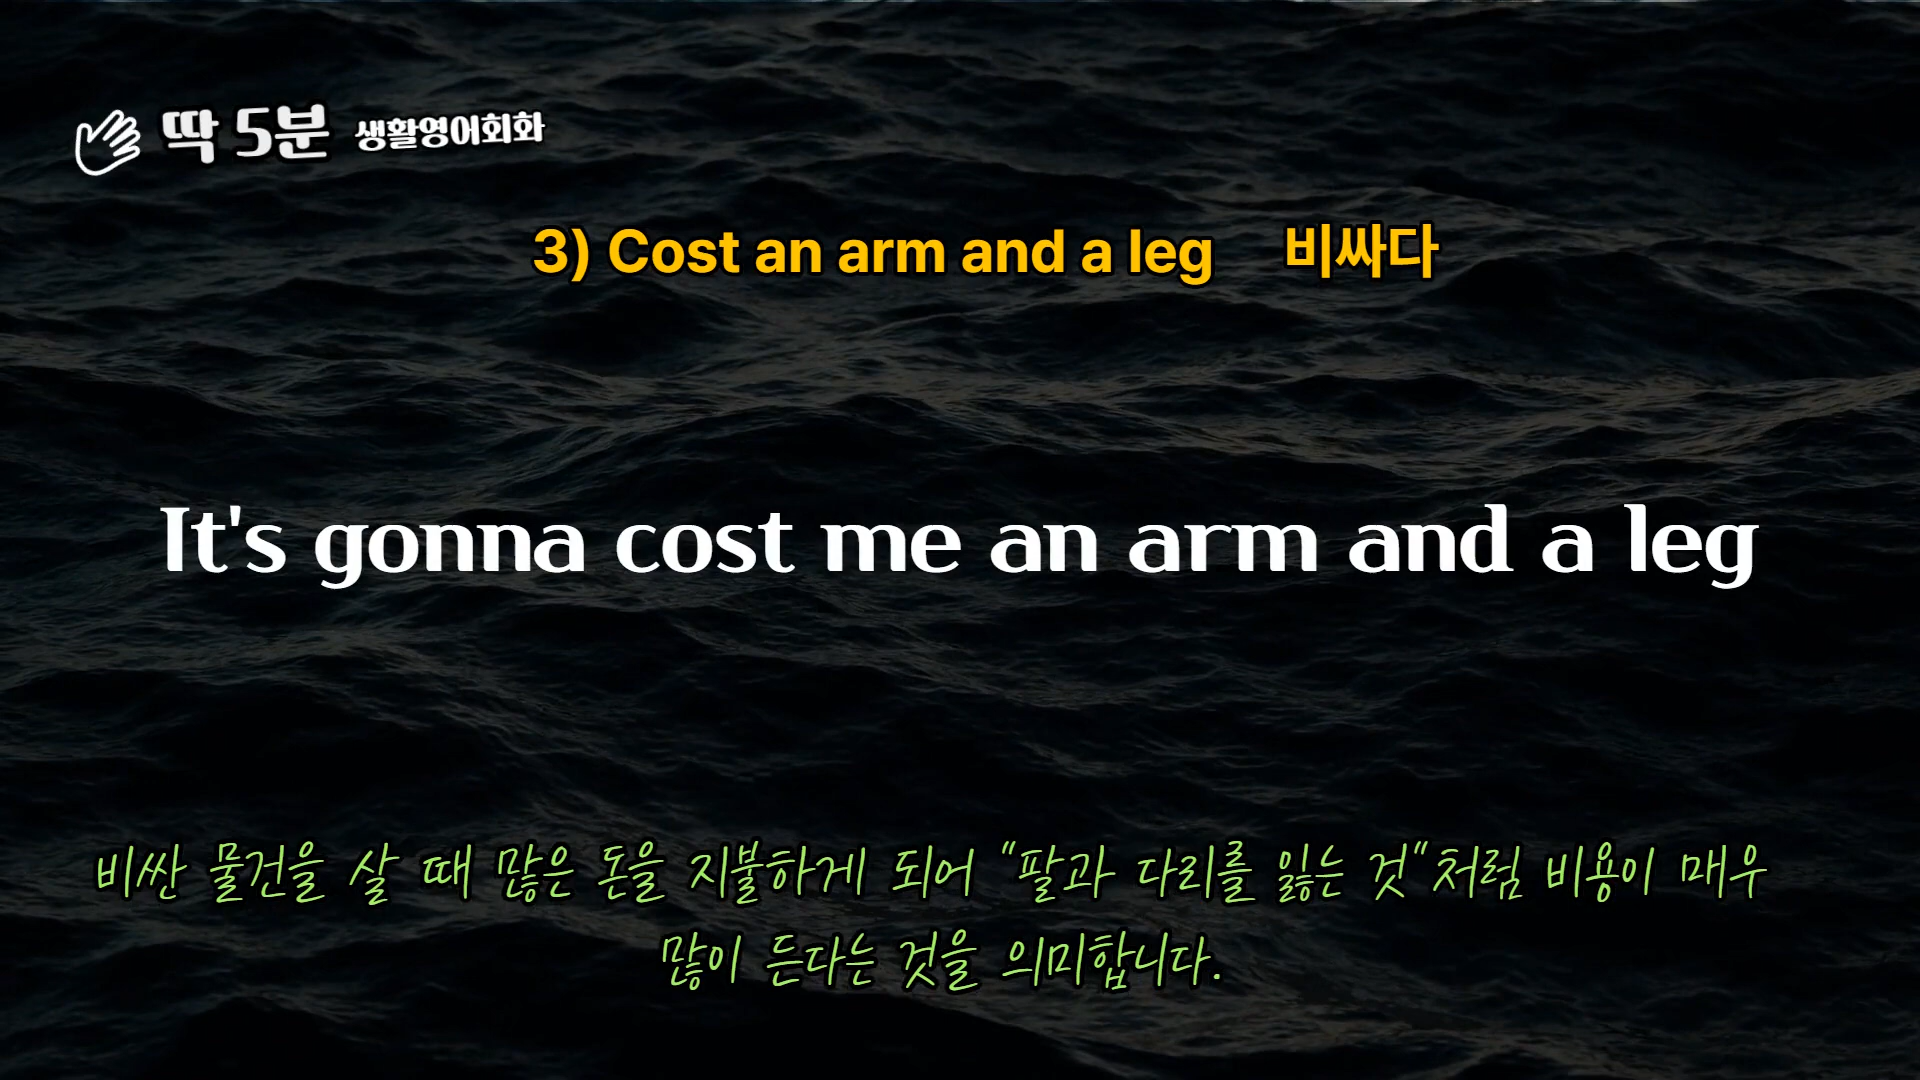 딱 5분 생활영어회화
3) Cost an arm and a leg 비싸다
It's gonna cost me an arm and a leg
비싼 물건을 살 때 많은 돈을 지불하게 되어 "팔과 다리를 잃는 것"처럼 비용이 매우
많이 든다는 것을 의미합니다.